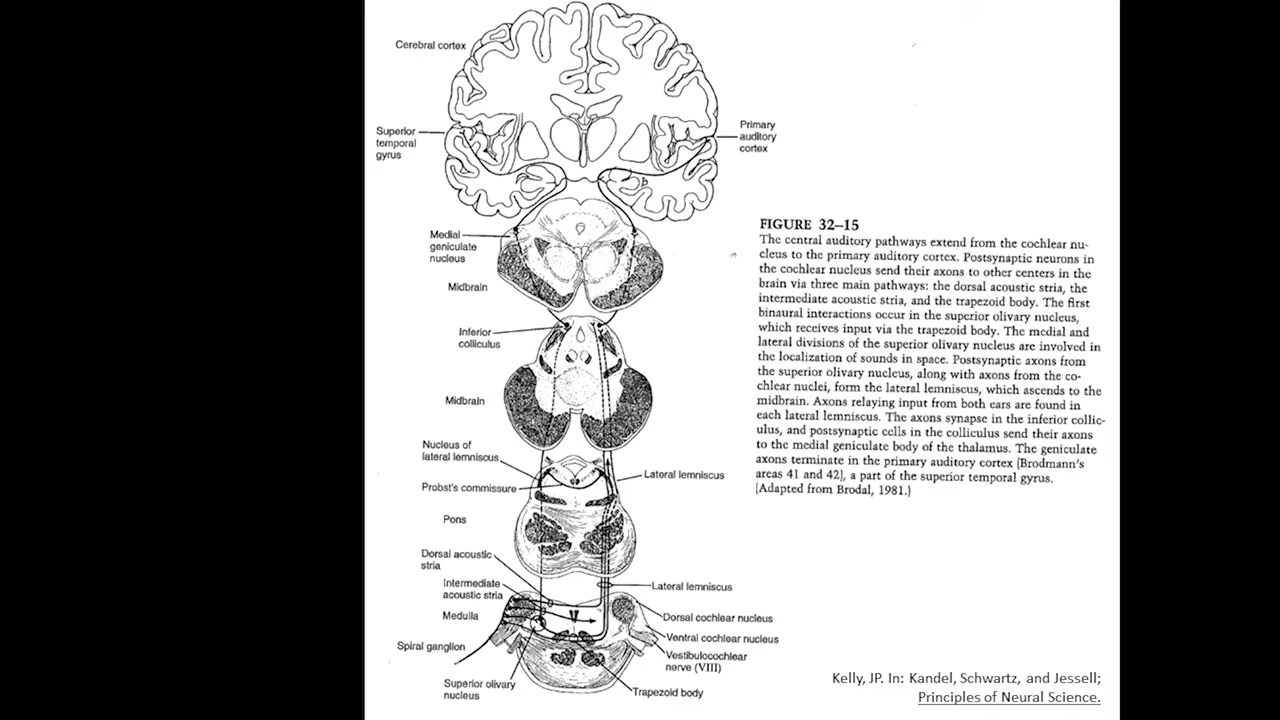 Cerebral cortex
Superior
temporal
gyrus
Primary
auditory
cortex
Medial
geniculate
nucleus
Midbrain
Inferior
colliculus
Midbrain
Nucleus of
lateral lemniscus
Lateral lemniscus
Probst's commissure
Pons
Dorsal acoustic
stria
Intermediate
acoustic stria
Lateral lemniscus
Medulla
Dorsal cochlear nucleus
Ventral cochlear nucleus
Spiral ganglion
Vestibulocochlear
nerve (VIII)
Superior olivary
nucleus
Trapezoid body
FIGURE 32–15
The central auditory pathways extend from the cochlear nu-
cleus to the primary auditory cortex. Postsynaptic neurons in
the cochlear nucleus send their axons to other centers in the
brain via three main pathways: the dorsal acoustic stria, the
intermediate acoustic stria, and the trapezoid body. The first
binaural interactions occur in the superior olivary nucleus,
which receives input via the trapezoid body. The medial and
lateral divisions of the superior olivary nucleus are involved in
the localization of sounds in space. Postsynaptic axons from
the superior olivary nucleus, along with axons from the co-
chlear nuclei, form the lateral lemniscus, which ascends to the
midbrain. Axons relaying input from both ears are found in
each lateral lemniscus. The axons synapse in the inferior collic-
ulus, and postsynaptic cells in the colliculus send their axons
to the medial geniculate body of the thalamus. The geniculate
axons terminate in the primary auditory cortex (Brodmann's
areas 41 and 42), a part of the superior temporal gyrus.
(Adapted from Brodal, 1981.)
Kelly, JP. In: Kandel, Schwartz, and Jessell;
Principles of Neural Science.